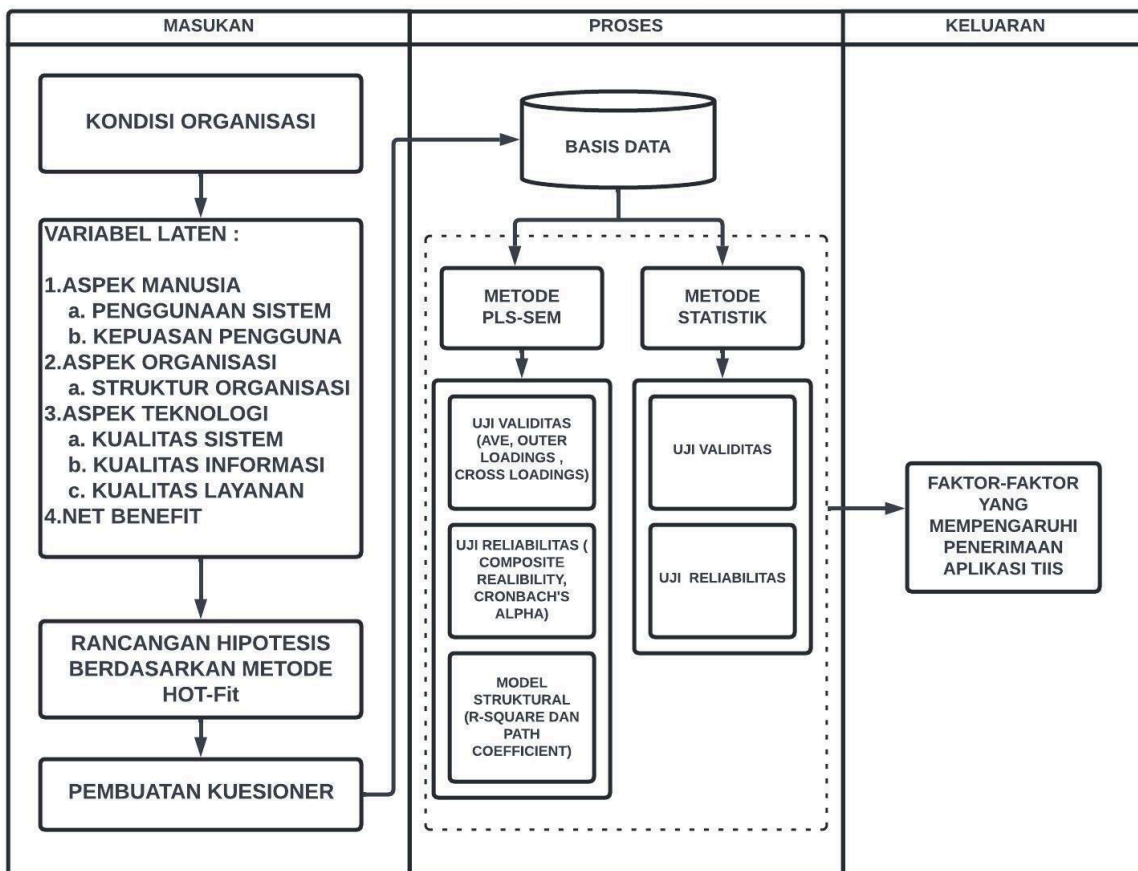 MASUKAN
PROSES
KELUARAN
KONDISI ORGANISASI
VARIABEL LATEN :
1.ASPEK MANUSIA
a. PENGGUNAAN SISTEM
b. KEPUASAN PENGGUNA
2.ASPEK ORGANISASI
a. STRUKTUR ORGANISASI
3.ASPEK TEKNOLOGI
a. KUALITAS SISTEM
b. KUALITAS INFORMASI
c. KUALITAS LAYANAN
4.NET BENEFIT
RANCANGAN HIPOTESIS
BERDASARKAN METODE
HOT-Fit
PEMBUATAN KUESIONER
BASIS DATA
METODE
PLS-SEM
UJI VALIDITAS
(AVE, OUTER
LOADINGS ,
CROSS LOADINGS)
UJI RELIABILITAS (
COMPOSITE
REALIBILITY,
CRONBACH'S
ALPHA)
MODEL
STRUKTURAL
(R-SQUARE DAN
PATH
COEFFICIENT)
METODE
STATISTIK
UJI VALIDITAS
UJI RELIABILITAS
FAKTOR-FAKTOR
YANG
MEMPENGARUHI
PENERIMAAN
APLIKASI TIIS